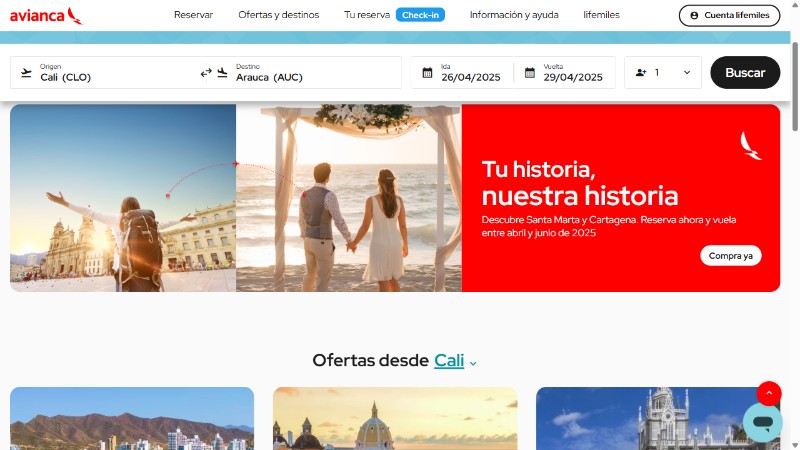 avianca
Reservar
Ofertas y destinos
Tu reserva
Check-in
Información y ayuda
lifemiles
Cuenta lifemiles
Origen
Cali (CLO)
Destino
Arauca (AUC)
Ida
26/04/2025
Vuelta
29/04/2025
1
Buscar
Tu historia,
nuestra historia
Descubre Santa Marta y Cartagena. Reserva ahora y vuela
entre abril y junio de 2025
Compra ya
Ofertas desde Cali